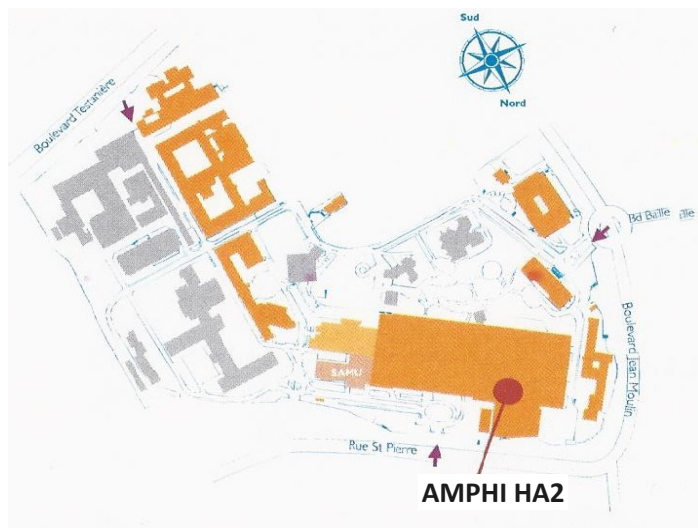 Sud
Nord
Boulevard Testanière
Bd Baille
Boulevard Jean Moulin
SAMU
Rue St Pierre
AMPHI HA2